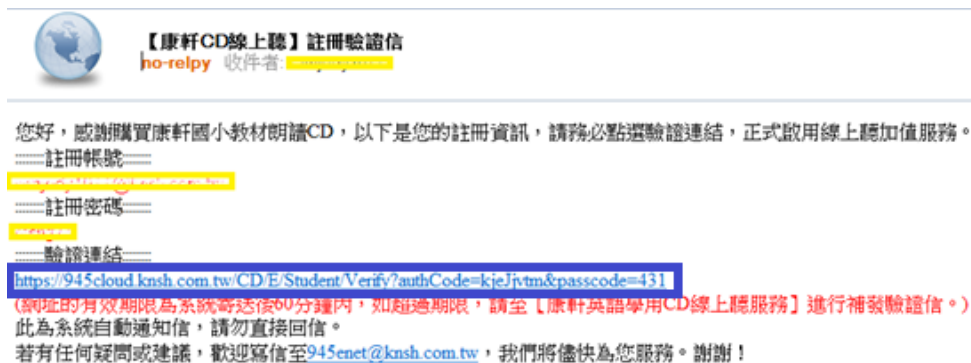 【康軒CD線上聽】註冊驗證信
no-relpy 收件者:
您好，感謝購買康軒國小教材朗讀CD，以下是您的註冊資訊，請務必點選驗證連結，正式啟用線上聽加值服務。
::::::::註冊帳號::::::::
::::::::註冊密碼::::::::
::::::::驗證連結::::::::
https://945cloud.knsh.com.tw/CD/E/Student/Verify?authCode=kjeJjvtm&passcode=431
(網址的有效期限為系統寄送後60分鐘內，如超過期限，請至【康軒英語學用CD線上聽服務】進行補發驗證信。)
此為系統自動通知信，請勿直接回信。
若有任何疑問或建議，歡迎寫信至945enet@knsh.com.tw，我們將儘快為您服務。謝謝！